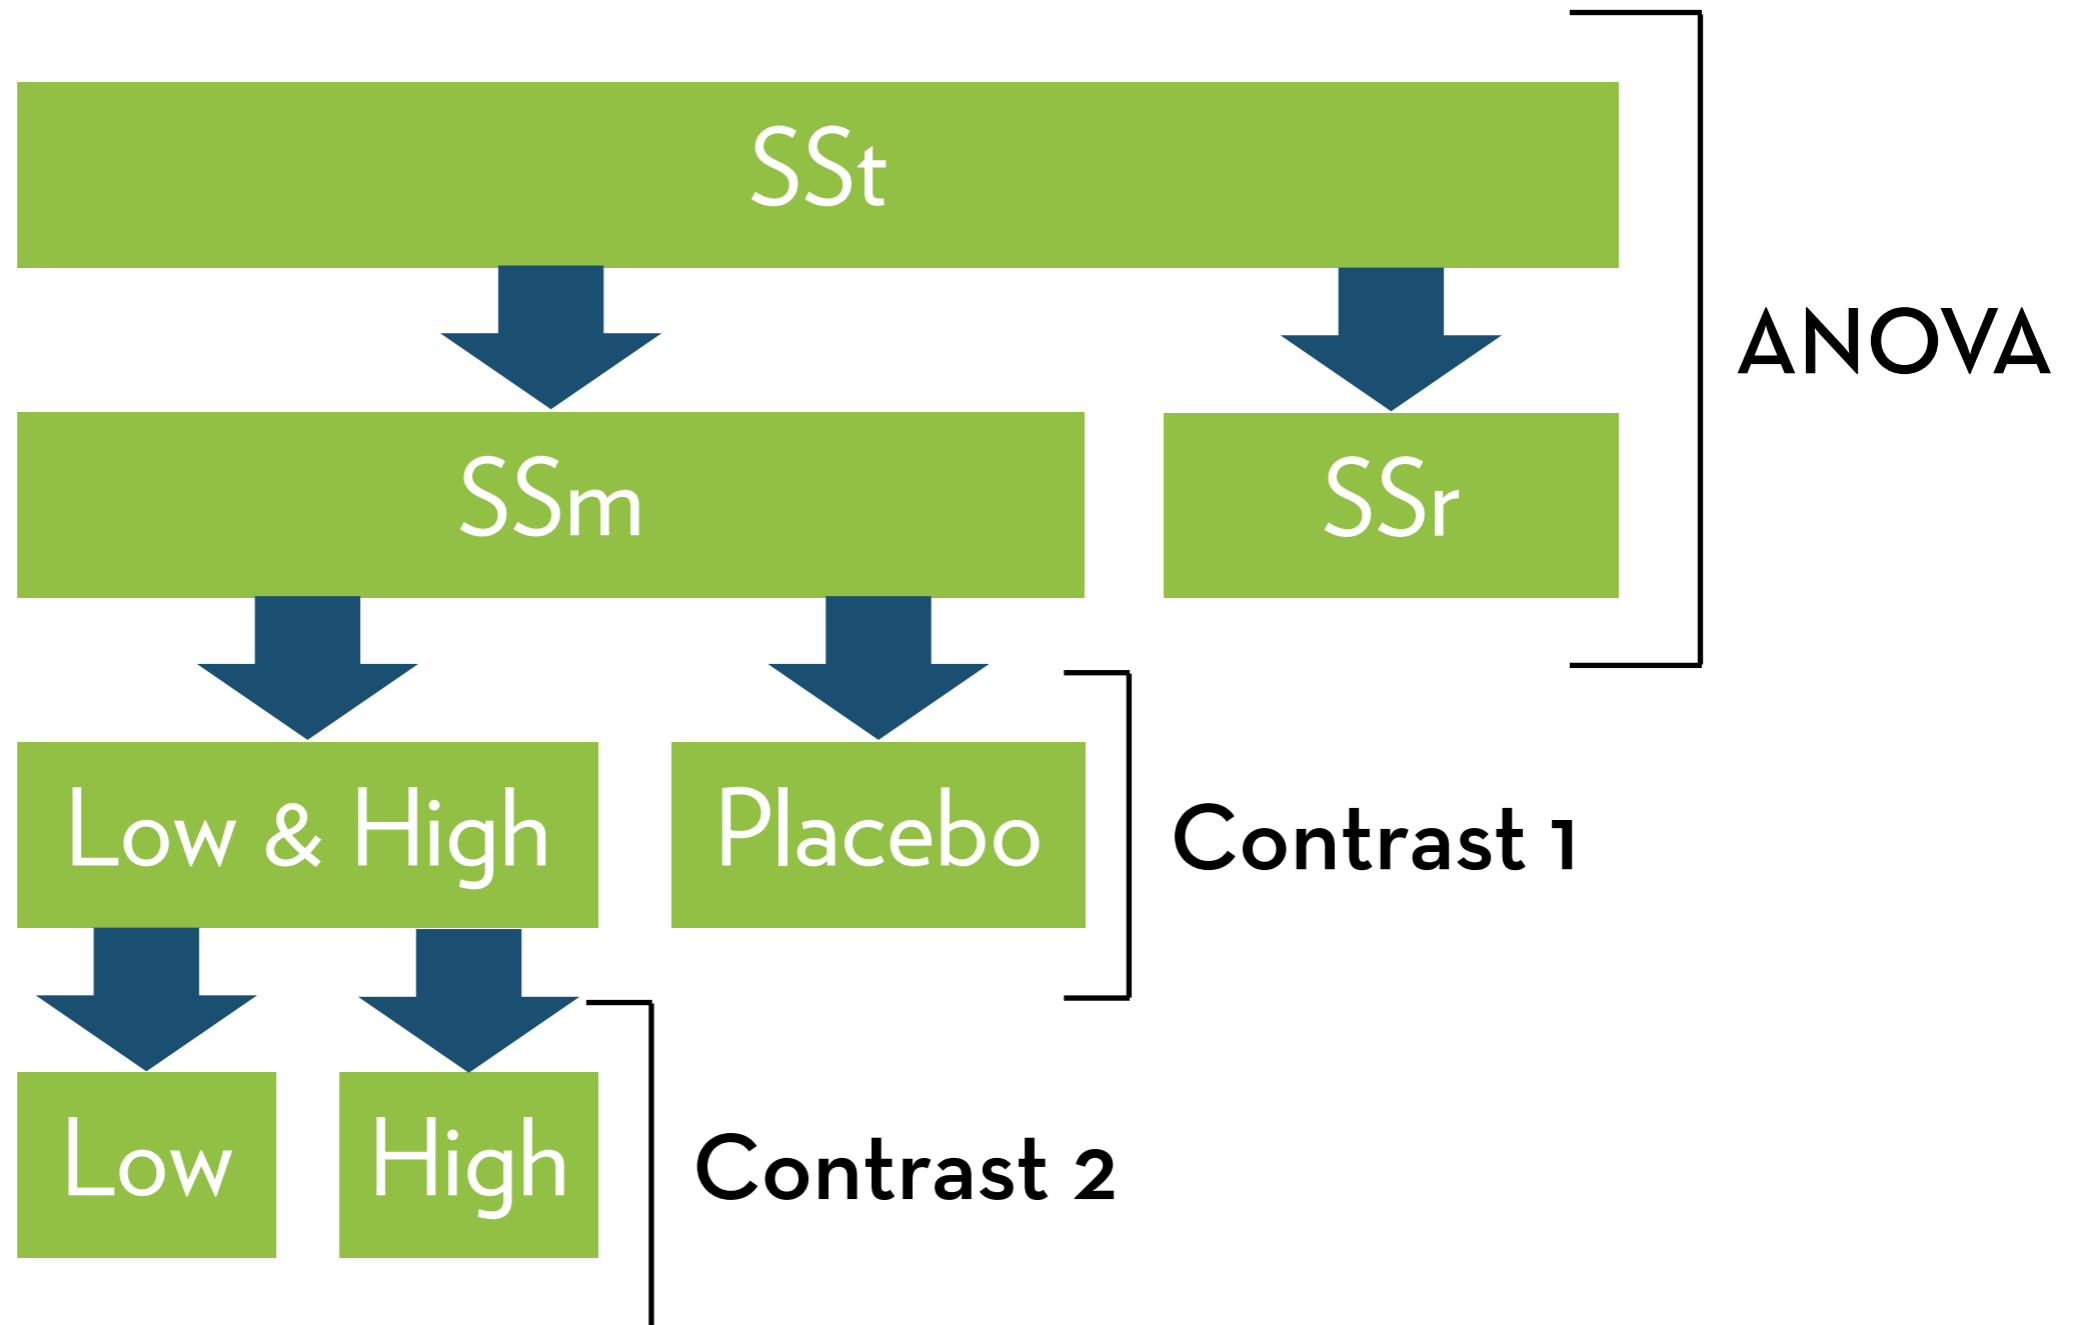 SSt
ANOVA
SSm
SSr
Low & High
Placebo
Contrast 1
Low
High
Contrast 2